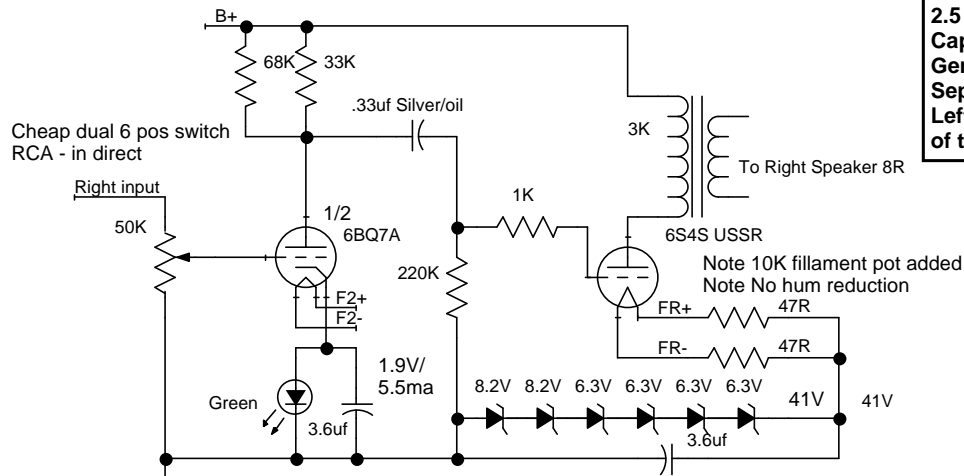 B+
2.5
Cap
Ger
Sep
Left
of t
68K
33K
.33uf Silver/oil
Cheap dual 6 pos switch
RCA - in direct
3K
To Right Speaker 8R
Right input
1K
1/2
6BQ7A
50K
6S4S USSR
220K
Note 10K fillament pot added
Note No hum reduction
F2+
F2-
FR+
47R
FR-
47R
1.9V/
5.5ma
8.2V
8.2V
6.3V
6.3V
6.3V
6.3V
41V
41V
Green
3.6uf
3.6uf